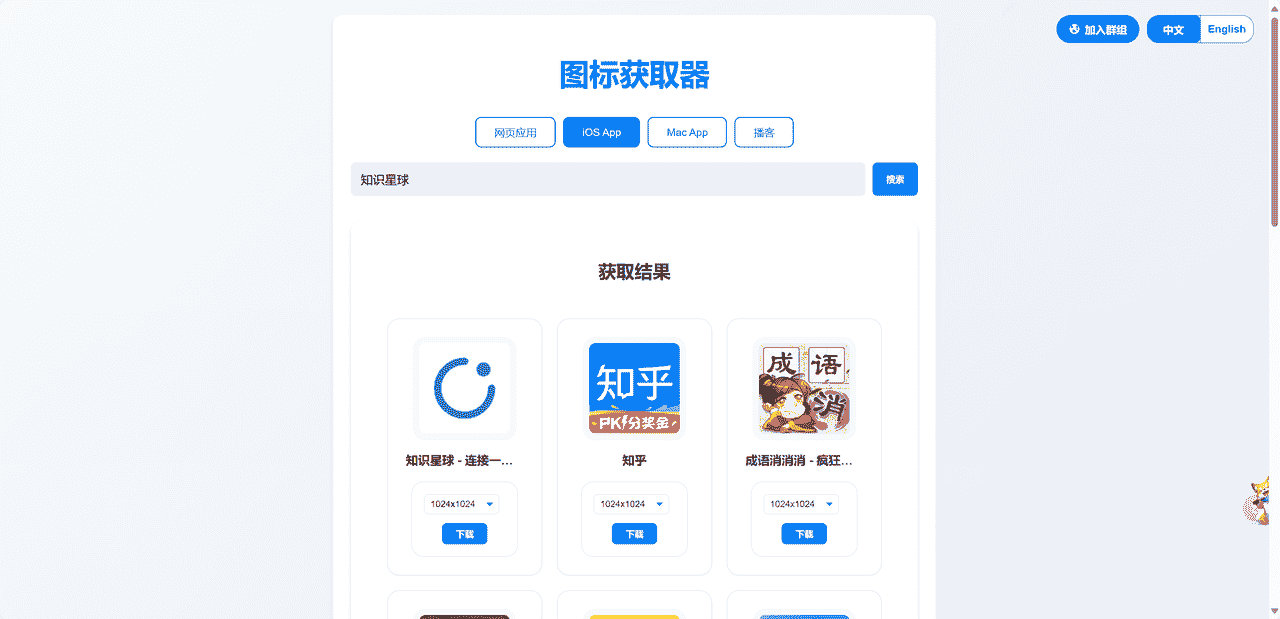 加入群组
中文
English
图标获取器
网页应用
iOS App
Mac App
播客
知识星球
搜索
获取结果
知乎
PK分奖金
成语
消
知识星球 - 连接一...
知乎
成语消消消 - 疯狂...
1024x1024
1024x1024
1024x1024
下载
下载
下载